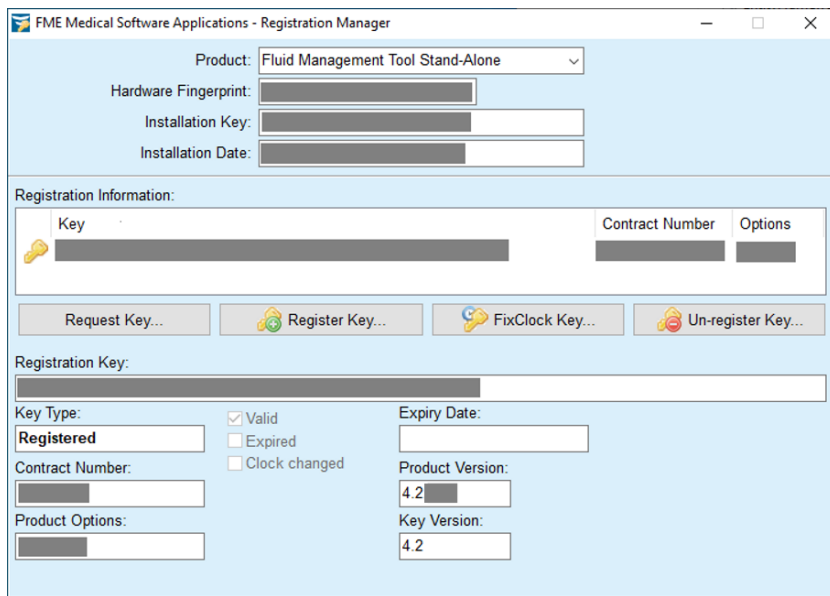 FME Medical Software Applications - Registration Manager
Product: Fluid Management Tool Stand-Alone
Hardware Fingerprint:
Installation Key:
Installation Date:
Registration Information:
Key Contract Number Options
Request Key... Register Key... FixClock Key... Un-register Key...
Registration Key:
Key Type: Valid Expiry Date:
Registered Expired
Contract Number: Clock changed Product Version:
4.2
Product Options: Key Version:
4.2